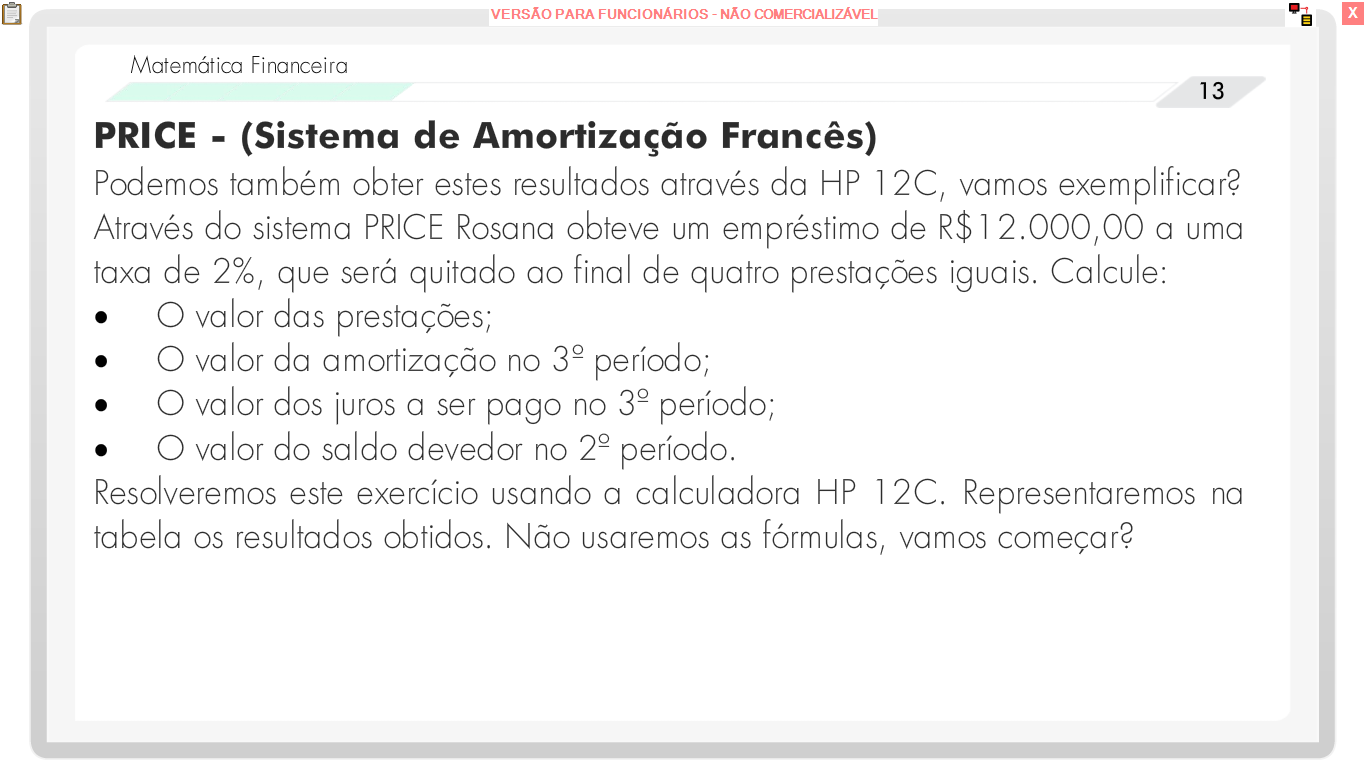 VERSÃO PARA FUNCIONÁRIOS - NÃO COMERCIALIZÁVEL
X
Matemática Financeira
13
PRICE - (Sistema de Amortização Francês)
Podemos também obter estes resultados através da HP 12C, vamos exemplificar?
Através do sistema PRICE Rosana obteve um empréstimo de R$12.000,00 a uma
taxa de 2%, que será quitado ao final de quatro prestações iguais. Calcule:
• O valor das prestações;
• O valor da amortização no 3º período;
• O valor dos juros a ser pago no 3º período;
• O valor do saldo devedor no 2º período.
Resolveremos este exercício usando a calculadora HP 12C. Representaremos na
tabela os resultados obtidos. Não usaremos as fórmulas, vamos começar?